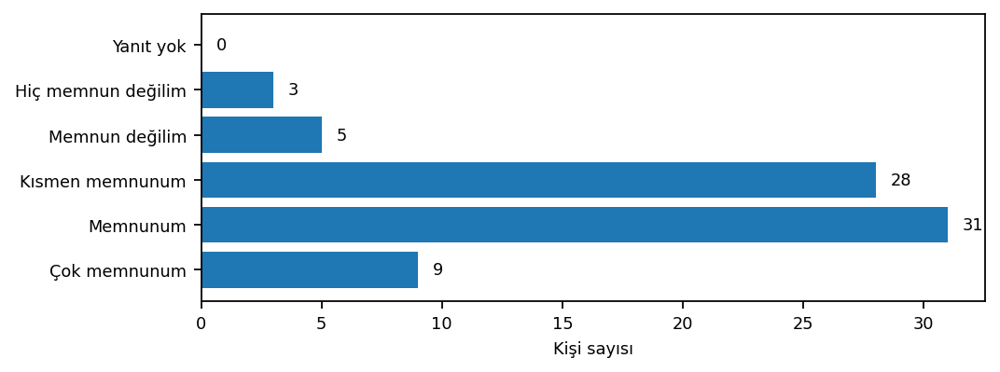 Yanıt yok 0
Hiç memnun değilim 3
Memnun değilim 5
Kısmen memnunum 28
Memnunum 31
Çok memnunum 9
0 5 10 15 20 25 30
Kişi sayısı